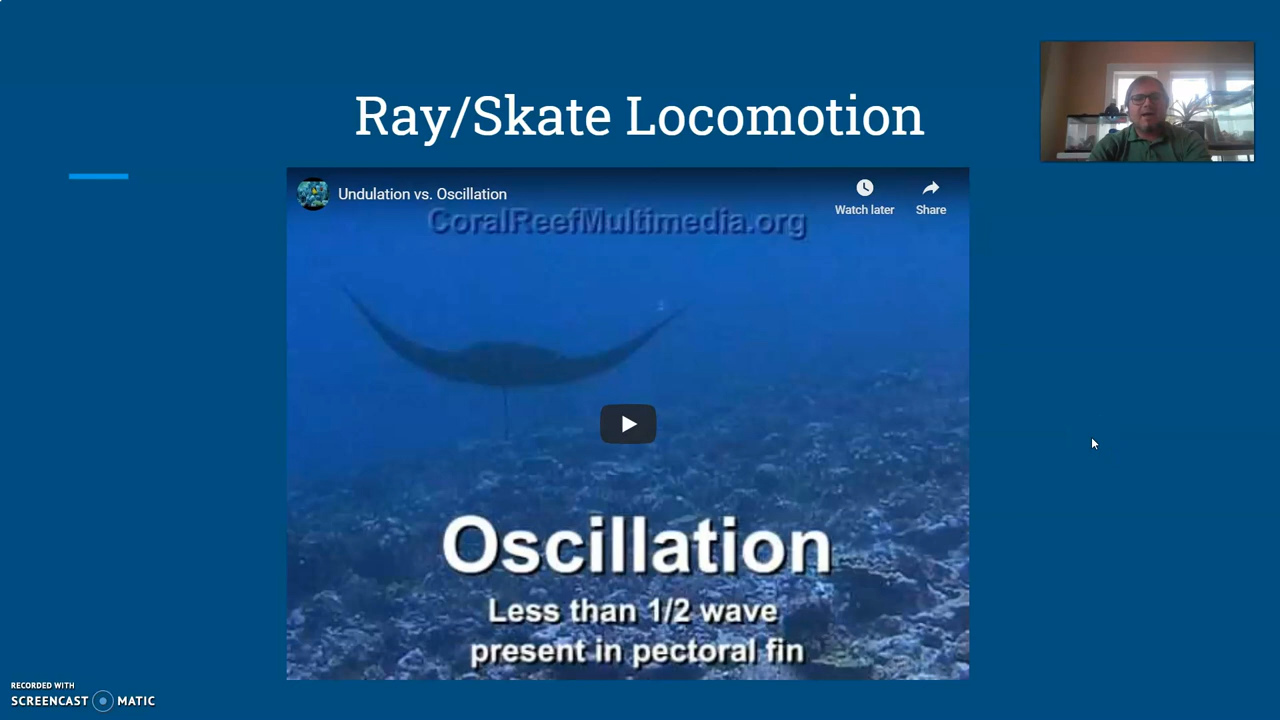 Ray/Skate Locomotion
Undulation vs. Oscillation
Watch later
Share
CoralReefMultimedia.org
Oscillation
Less than 1/2 wave
present in pectoral fin
RECORDED WITH
SCREENCAST MATIC